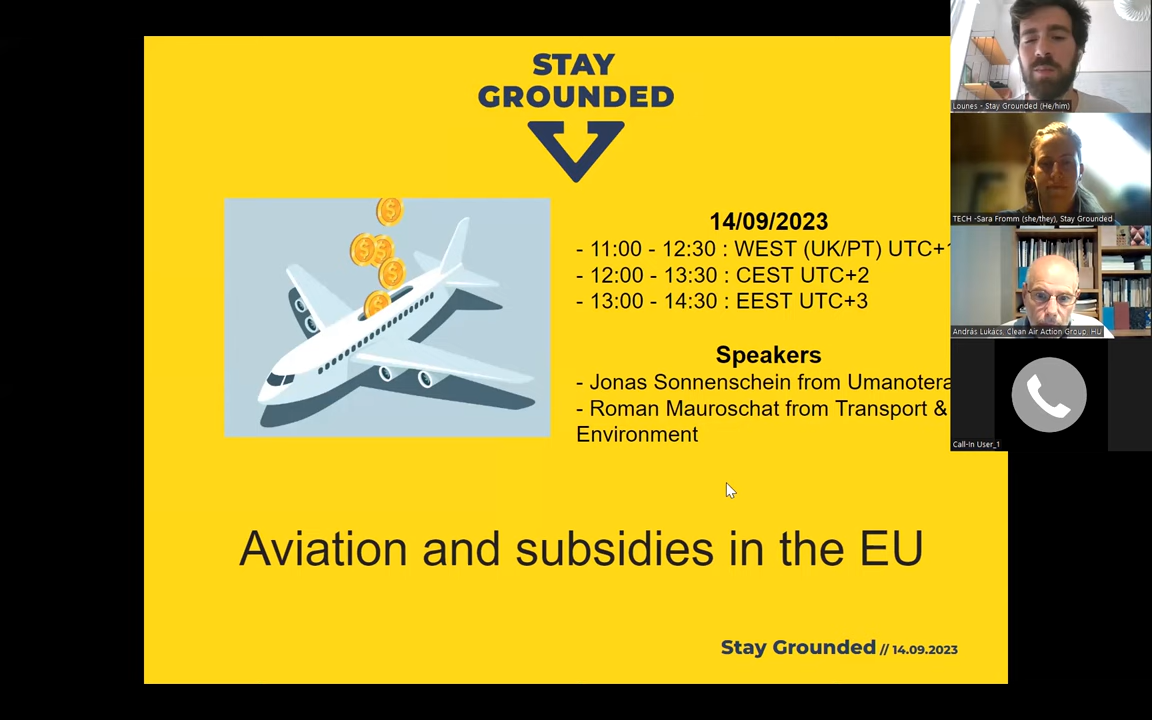 STAY
GROUNDED
14/09/2023
- 11:00 - 12:30 : WEST (UK/PT) UTC+1
- 12:00 - 13:30 : CEST UTC+2
- 13:00 - 14:30 : EEST UTC+3
Speakers
- Jonas Sonnenschein from Umanotera
- Roman Mauroschat from Transport &
Environment
Aviation and subsidies in the EU
Stay Grounded // 14.09.2023
Lounes - Stay Grounded (He/him)
TECH -Sara Fromm (she/they), Stay Grounded
András Lukács, Clean Air Action Group, HU
Call-In User_1